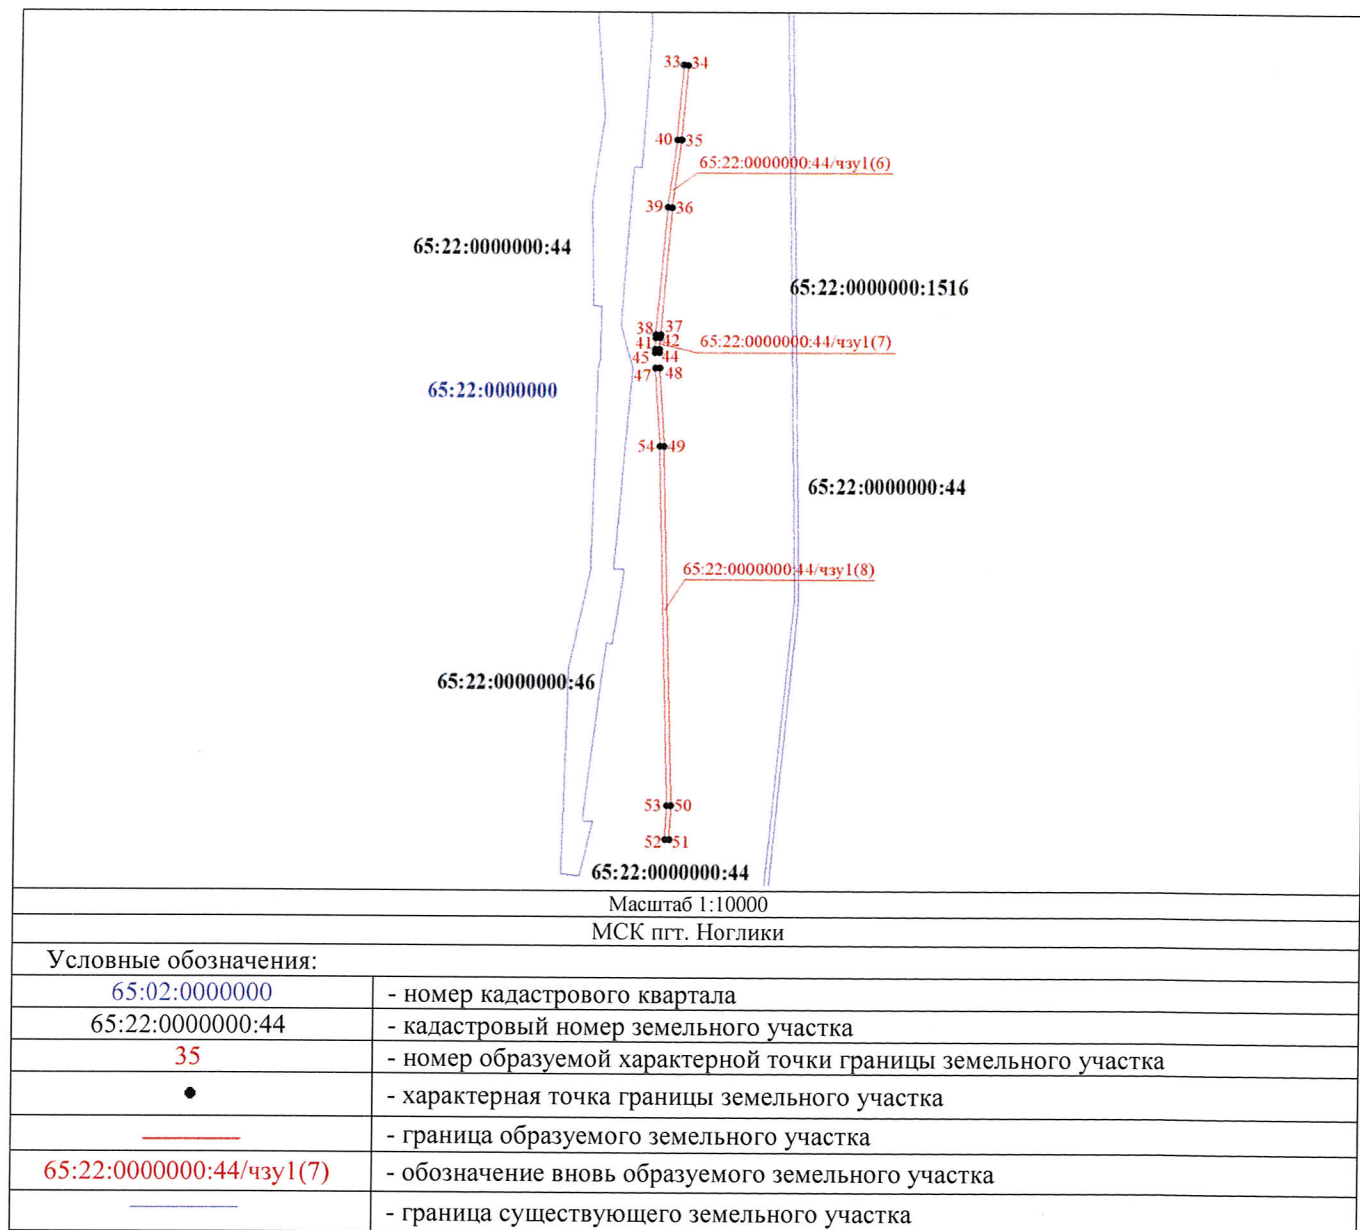 33 34
40 35
65:22:0000000:44/чзу1(6)
39 36
65:22:0000000:44
65:22:0000000:1516
38 37
41 42
65:22:0000000:44/чзу1(7)
45 44
47 48
65:22:0000000
54 49
65:22:0000000:44
65:22:0000000:44/чзу1(8)
65:22:0000000:46
53 50
52 51
65:22:0000000:44
Масштаб 1:10000
МСК пгт. Ноглики
Условные обозначения:
65:02:0000000 - номер кадастрового квартала
65:22:0000000:44 - кадастровый номер земельного участка
35 - номер образуемой характерной точки границы земельного участка
- характерная точка границы земельного участка
- граница образуемого земельного участка
65:22:0000000:44/чзу1(7) - обозначение вновь образуемого земельного участка
- граница существующего земельного участка